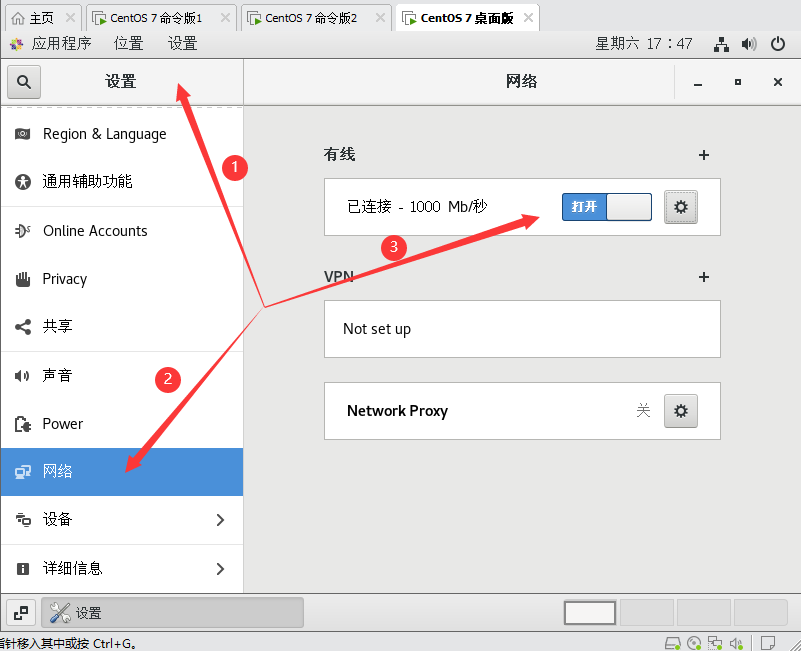 主页
CentOS 7 命令版1
CentOS 7 命令版2
CentOS 7 桌面版
应用程序 位置 设置
星期六 17：47
设置
网络
Region & Language
通用辅助功能
Online Accounts
Privacy
共享
声音
Power
网络
设备
详细信息
1
2
3
有线
已连接 - 1000 Mb/秒
打开
VPN
Not set up
Network Proxy
关
设置
指针移入其中或按 Ctrl+G。